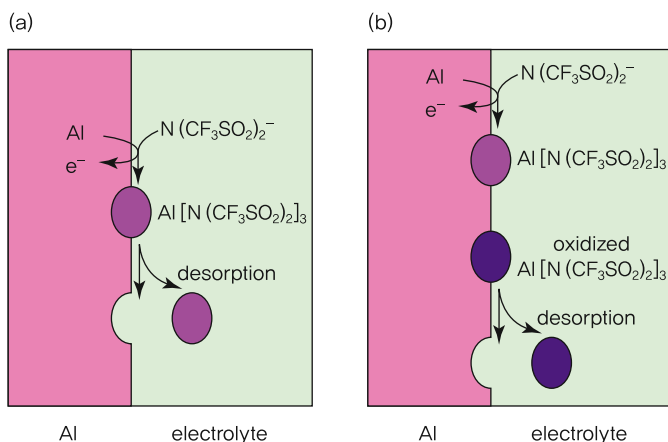 (a)
Al
N(CF₃SO₂)₂⁻
e⁻
Al[N(CF₃SO₂)₂]₃
desorption
Al
electrolyte
(b)
Al
N(CF₃SO₂)₂⁻
e⁻
Al[N(CF₃SO₂)₂]₃
oxidized
Al[N(CF₃SO₂)₂]₃
desorption
Al
electrolyte